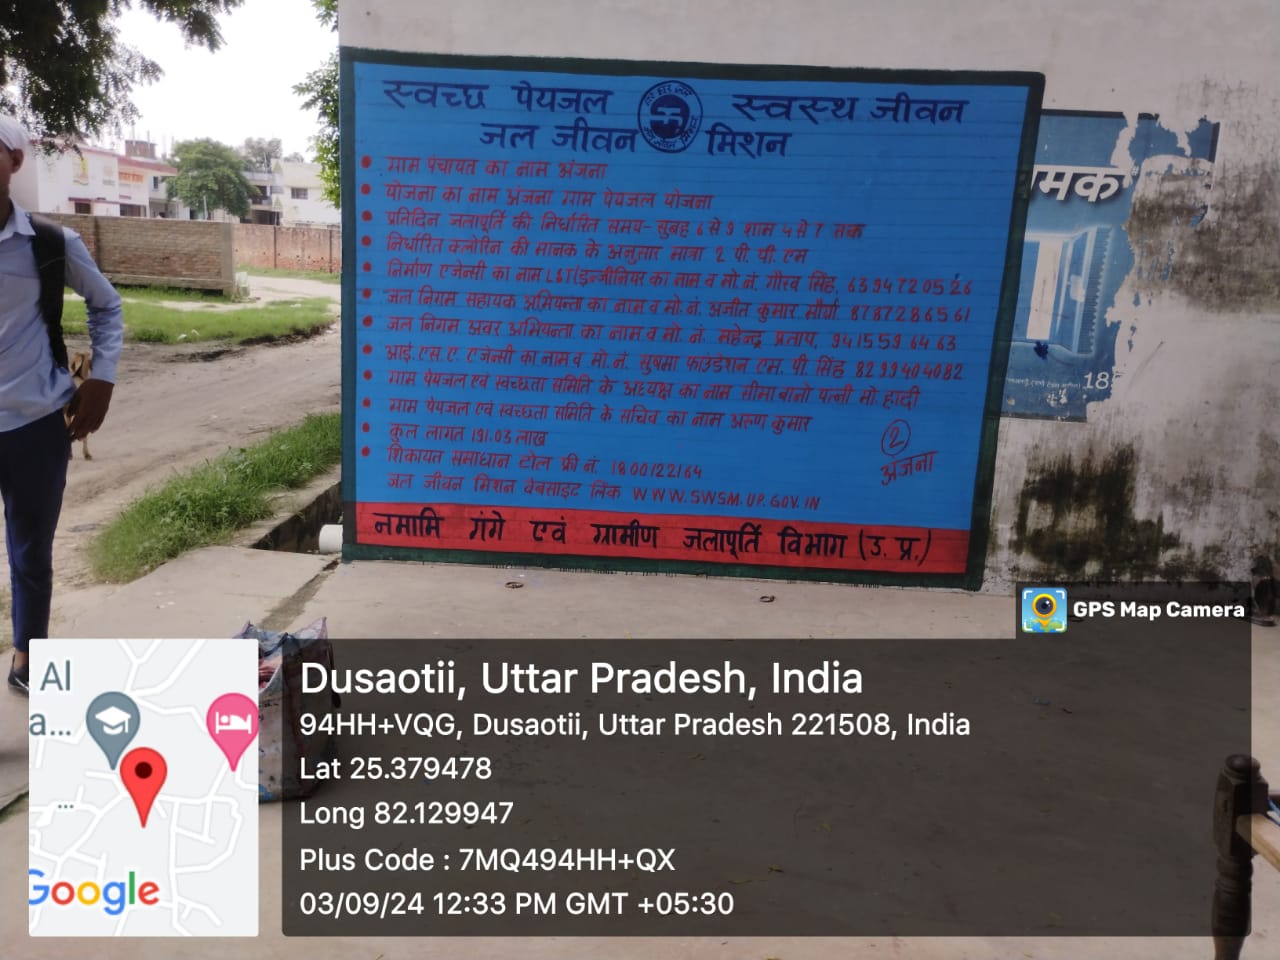 स्वच्छ पेयजल स्वस्थ जीवन
जल जीवन मिशन
• ग्राम पंचायत का नाम अंजना
• योजना का नाम अंजना ग्राम पेयजल योजना
• प्रतिदिन जलापूर्ति की निर्धारित समय- सुबह 6 से 9 शाम 4 से 7 तक
• निर्धारित क्लोरिन की मानक के अनुसार मात्रा 2 पी. पी. एम
• निर्माण एजेन्सी का नाम L&T/इन्जीनियर का नाम व मो. नं. गौरव सिंह, 6394720526
• जल निगम सहायक अभियन्ता का नाम व मो. नं. अजीत कुमार मौर्या 8787286561
• जल निगम अवर अभियन्ता का नाम व मो. नं. महेन्द्र प्रताप, 9415596463
• आई. एस. ए. एजेन्सी का नाम व मो. नं. सुषमा फाउंडेशन एम. पी. सिंह 8299404082
• ग्राम पेयजल एवं स्वच्छता समिति के अध्यक्ष का नाम सीमा बानो पत्नी मो. हादी
• ग्राम पेयजल एवं स्वच्छता समिति के सचिव का नाम अरुण कुमार
• कुल लागत 191.03 लाख
• शिकायत समाधान टोल फ्री नं. 1800122164
जल जीवन मिशन वेबसाइट लिंक WWW.SWSM.UP.GOV.IN
2
अंजना
नमामि गंगे एवं ग्रामीण जलापूर्ति विभाग (उ. प्र.)
मक
18
GPS Map Camera
Al
a...
...
Google
Dusaotii, Uttar Pradesh, India
94HH+VQG, Dusaotii, Uttar Pradesh 221508, India
Lat 25.379478
Long 82.129947
Plus Code : 7MQ494HH+QX
03/09/24 12:33 PM GMT +05:30